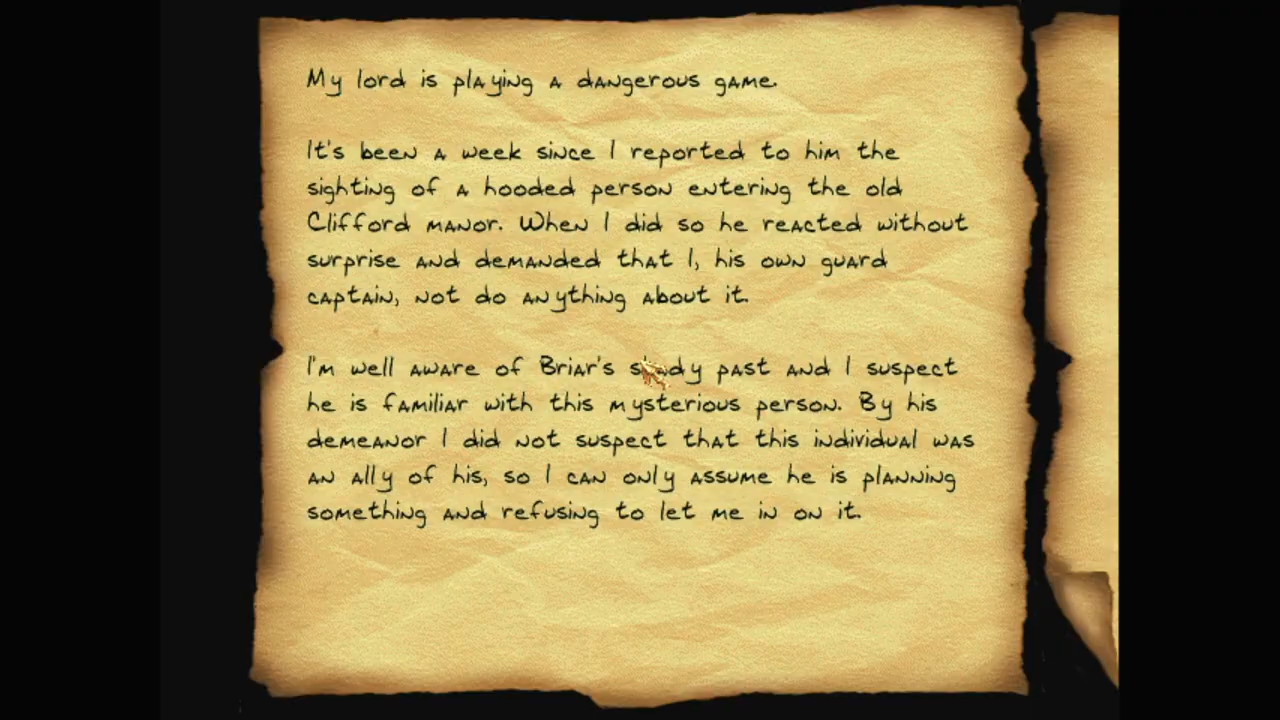 My lord is playing a dangerous game.
It's been a week since I reported to him the
sighting of a hooded person entering the old
Clifford manor. When I did so he reacted without
surprise and demanded that I, his own guard
captain, not do anything about it.
I'm well aware of Briar's shady past and I suspect
he is familiar with this mysterious person. By his
demeanor I did not suspect that this individual was
an ally of his, so I can only assume he is planning
something and refusing to let me in on it.